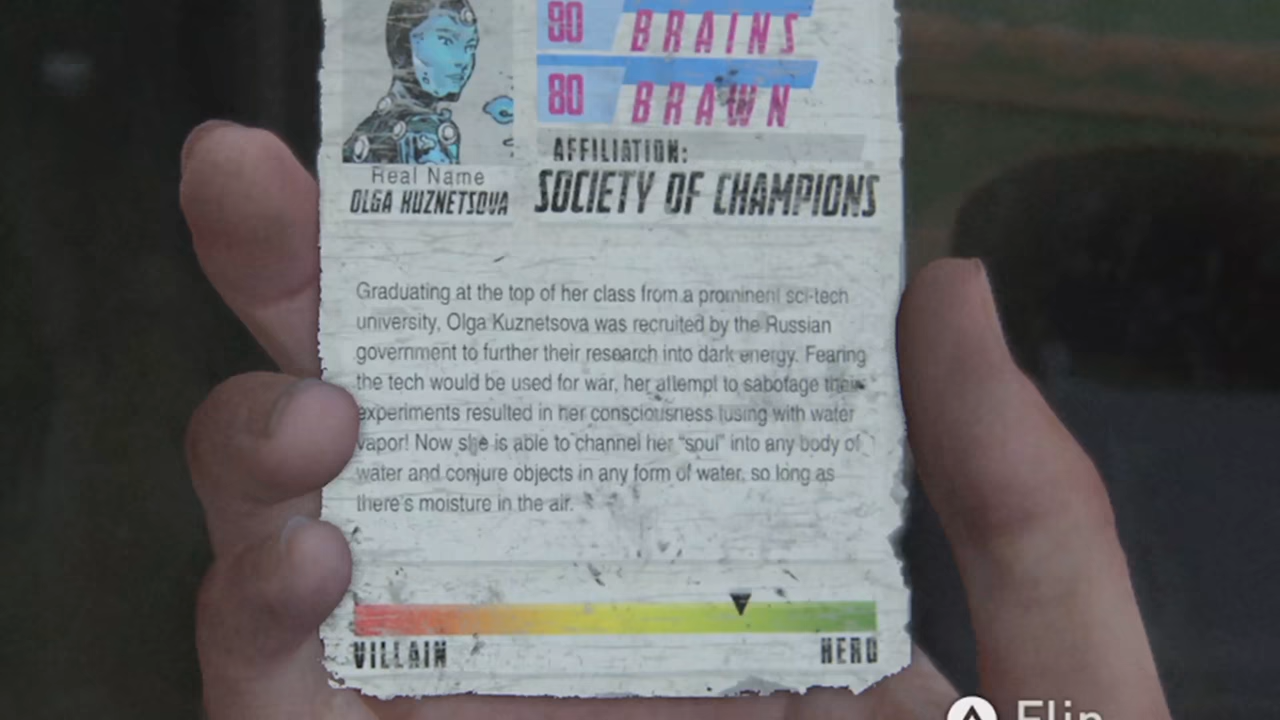 90 BRAINS
80 BRAWN
AFFILIATION:
SOCIETY OF CHAMPIONS
Real Name
OLGA KUZNETSOVA
Graduating at the top of her class from a prominent sci-tech
university, Olga Kuznetsova was recruited by the Russian
government to further their research into dark energy. Fearing
the tech would be used for war, her attempt to sabotage their
experiments resulted in her consciousness fusing with water
vapor! Now she is able to channel her "soul" into any body of
water and conjure objects in any form of water, so long as
there's moisture in the air.
VILLAIN
HERO
Flip